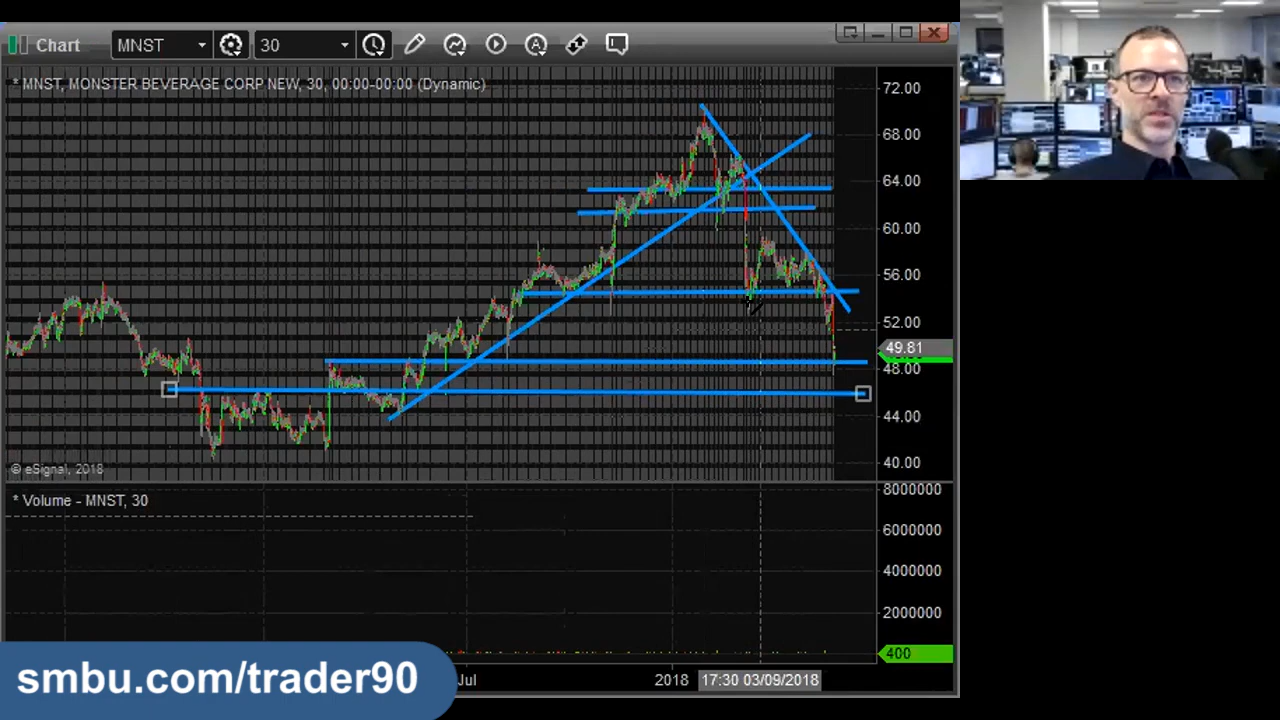 Chart MNST 30
* MNST, MONSTER BEVERAGE CORP NEW, 30, 00:00-00:00 (Dynamic)
72.00
68.00
64.00
60.00
56.00
52.00
49.81
48.00
44.00
40.00
© eSignal, 2018
* Volume - MNST, 30
8000000
6000000
4000000
2000000
400
Jul 2018 17:30 03/09/2018
smbu.com/trader90